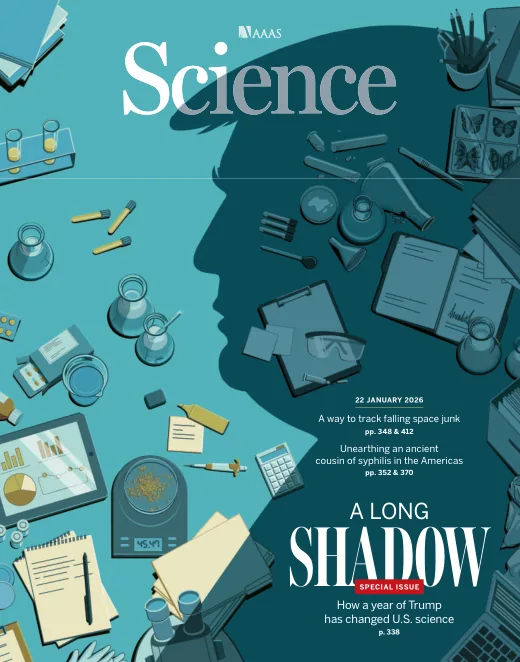 AAAS
Science
22 JANUARY 2026
A way to track falling space junk
pp. 348 & 412
Unearthing an ancient
cousin of syphilis in the Americas
pp. 352 & 370
A LONG
SHADOW
SPECIAL ISSUE
How a year of Trump
has changed U.S. science
p. 338
45.47